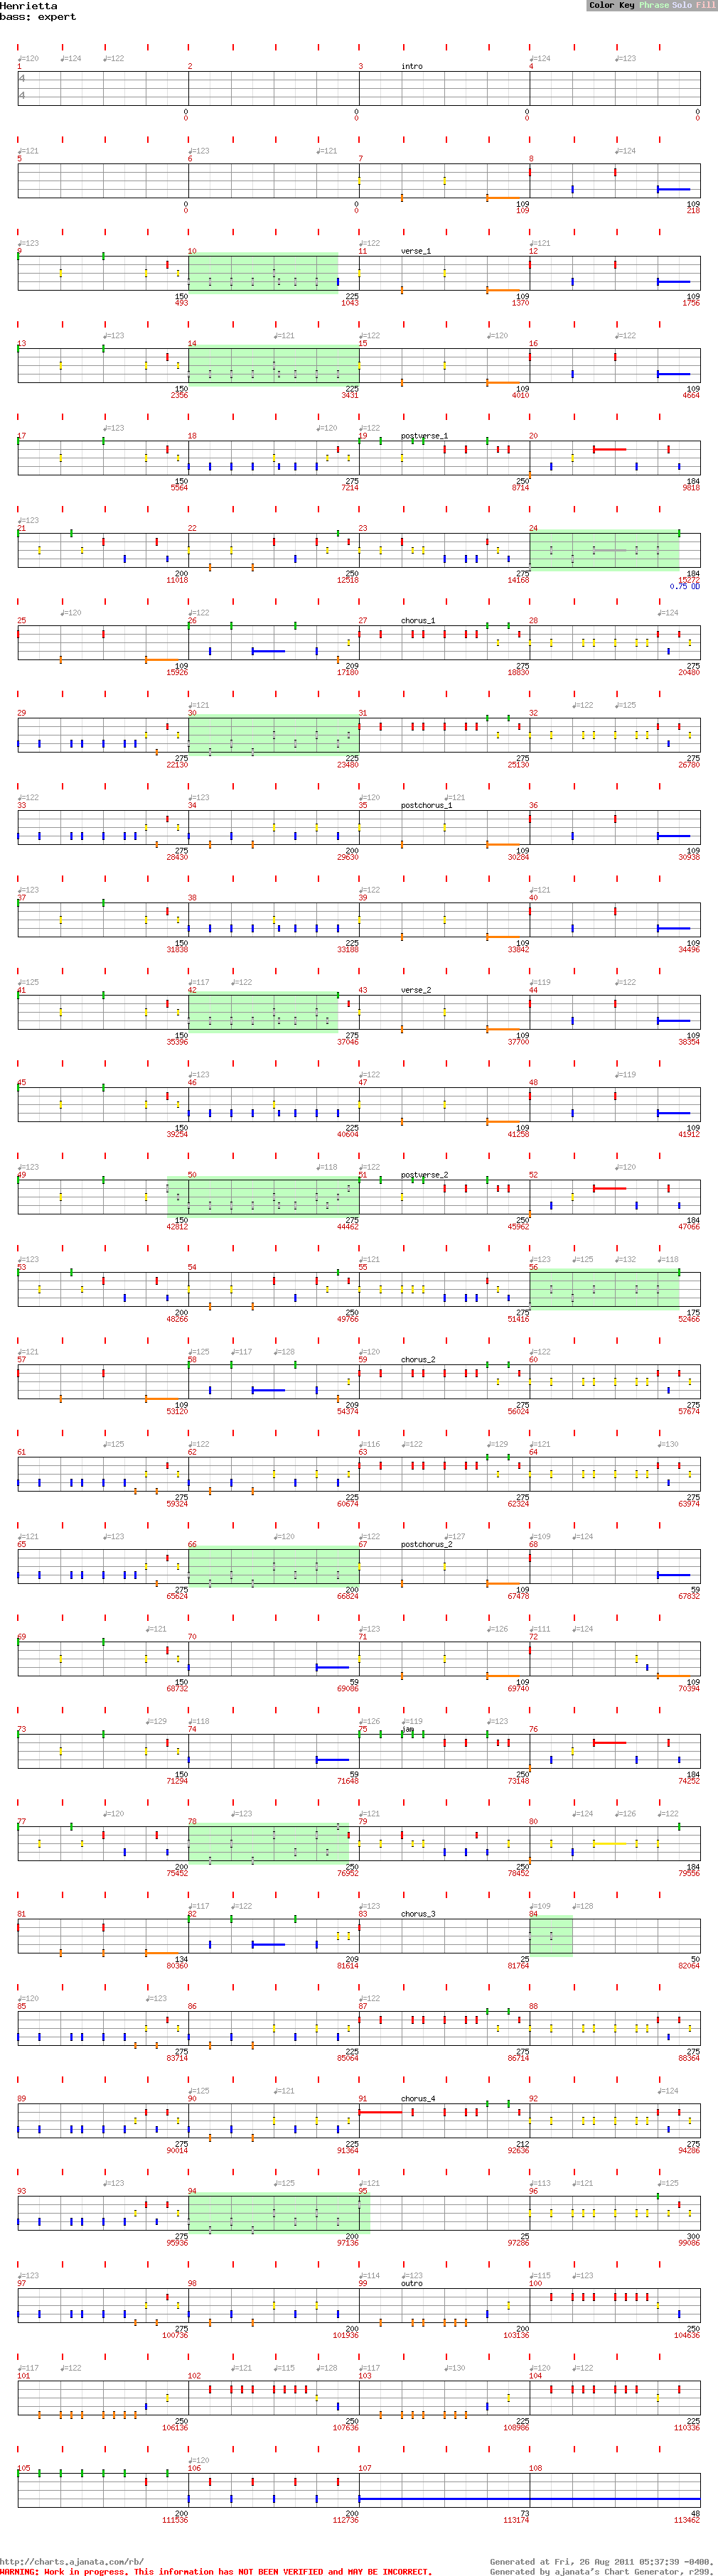 Henrietta Color Key Phrase Solo Fill
bass: expert
♩=120 ♩=124 ♩=122 ♩=124 ♩=123
1 2 3 intro 4
4
4
0 0 0 0
0 0 0 0
♩=121 ♩=123 ♩=121 ♩=124
5 6 7 8
0 0 109 109
0 0 109 218
♩=123 ♩=122 ♩=121
9 10 11 verse_1 12
150 225 109 109
493 1043 1370 1756
♩=123 ♩=121 ♩=122 ♩=120 ♩=122
13 14 15 16
150 225 109 109
2356 3431 4010 4664
♩=123 ♩=120 ♩=122
17 18 19 postverse_1 20
150 275 250 184
5564 7214 8714 9818
♩=123
21 22 23 24
200 250 275 184
11018 12518 14168 15272
0.75 OD
♩=120 ♩=122 ♩=124
25 26 27 chorus_1 28
109 209 275 275
15926 17180 18830 20480
♩=121 ♩=122 ♩=125
29 30 31 32
275 225 275 275
22130 23480 25130 26780
♩=122 ♩=123 ♩=120 ♩=121
33 34 35 postchorus_1 36
275 200 109 109
28430 29630 30284 30938
♩=123 ♩=122 ♩=121
37 38 39 40
150 225 109 109
31838 33188 33842 34496
♩=125 ♩=117 ♩=122 ♩=119 ♩=122
41 42 43 verse_2 44
150 275 109 109
35396 37046 37700 38354
♩=123 ♩=122 ♩=119
45 46 47 48
150 225 109 109
39254 40604 41258 41912
♩=123 ♩=118 ♩=122 ♩=120
49 50 51 postverse_2 52
150 275 250 184
42812 44462 45962 47066
♩=123 ♩=121 ♩=123 ♩=125 ♩=132 ♩=118
53 54 55 56
200 250 275 175
48266 49766 51416 52466
♩=121 ♩=125 ♩=117 ♩=128 ♩=120 ♩=122
57 58 59 chorus_2 60
109 209 275 275
53120 54374 56024 57674
♩=125 ♩=122 ♩=116 ♩=122 ♩=129 ♩=121 ♩=130
61 62 63 64
275 225 275 275
59324 60674 62324 63974
♩=121 ♩=123 ♩=120 ♩=122 ♩=127 ♩=109 ♩=124
65 66 67 postchorus_2 68
275 200 109 59
65624 66824 67478 67832
♩=121 ♩=123 ♩=126 ♩=111 ♩=124
69 70 71 72
150 59 109 109
68732 69086 69740 70394
♩=129 ♩=118 ♩=126 ♩=119 ♩=123
73 74 75 jam 76
150 59 250 184
71294 71648 73148 74252
♩=120 ♩=123 ♩=121 ♩=124 ♩=126 ♩=122
77 78 79 80
200 250 250 184
75452 76952 78452 79556
♩=117 ♩=122 ♩=123 ♩=109 ♩=128
81 82 83 chorus_3 84
134 209 25 50
80360 81614 81764 82064
♩=120 ♩=123 ♩=122
85 86 87 88
275 225 275 275
83714 85064 86714 88364
♩=125 ♩=121 ♩=124
89 90 91 chorus_4 92
275 225 212 275
90014 91364 92636 94286
♩=123 ♩=125 ♩=121 ♩=113 ♩=121 ♩=125
93 94 95 96
275 200 25 300
95936 97136 97286 99086
♩=123 ♩=114 ♩=123 ♩=115 ♩=123
97 98 99 outro 100
275 200 200 250
100736 101936 103136 104636
♩=117 ♩=122 ♩=121 ♩=115 ♩=128 ♩=117 ♩=130 ♩=120 ♩=122
101 102 103 104
250 250 225 225
106136 107636 108986 110336
♩=120
105 106 107 108
200 200 73 48
111536 112736 113174 113462
http://charts.ajanata.com/rb/ Generated at Fri, 26 Aug 2011 05:37:39 -0400.
WARNING: Work in progress. This information has NOT BEEN VERIFIED and MAY BE INCORRECT. Generated by ajanata's Chart Generator, r299.